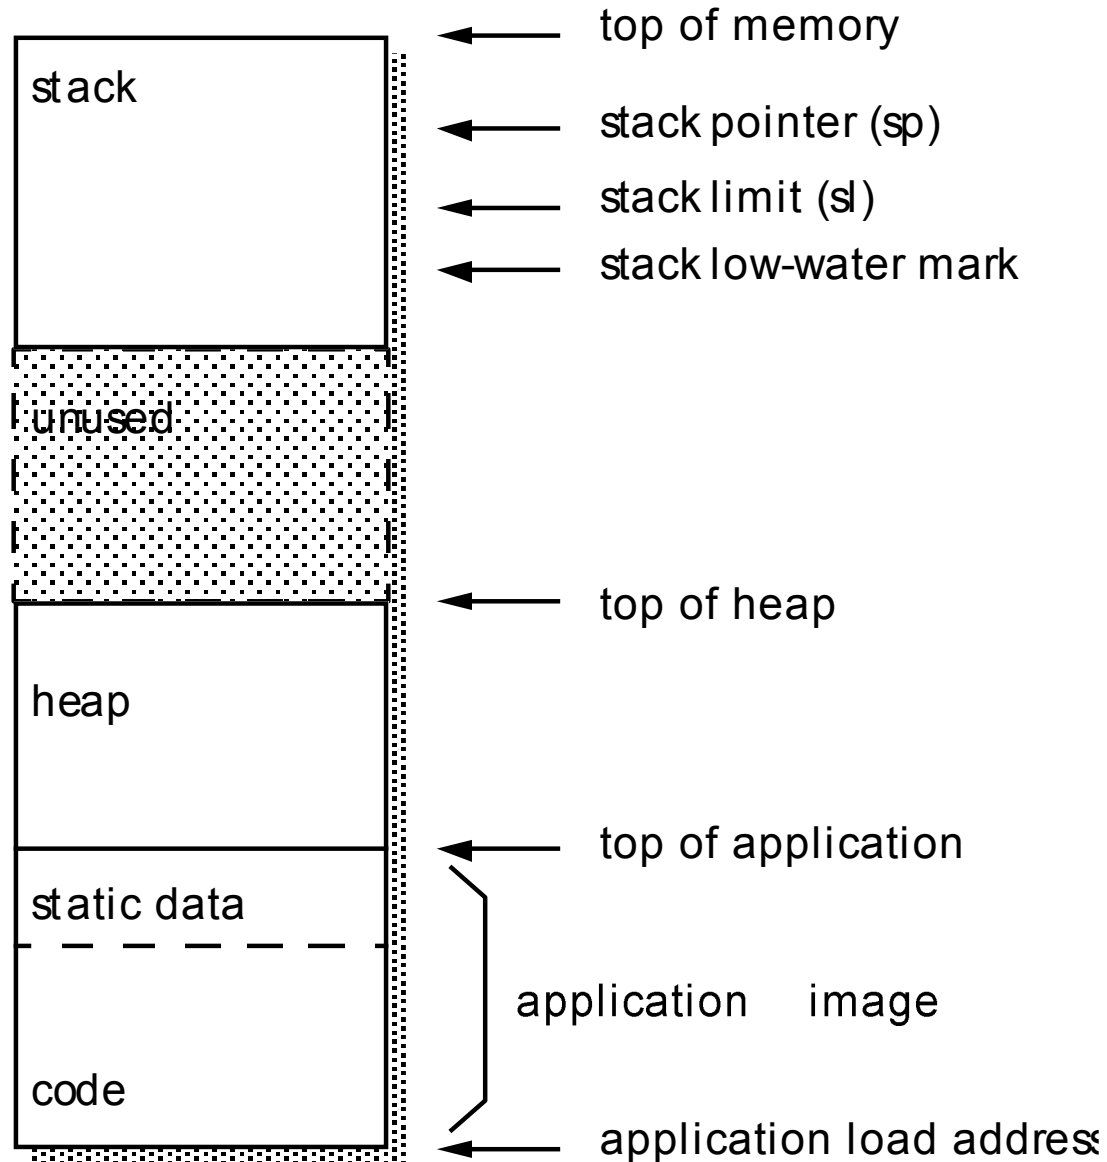 top of memory
stack
stack pointer (sp)
stack limit (sl)
stack low-water mark
unused
top of heap
heap
top of application
static data
application image
code
application load address